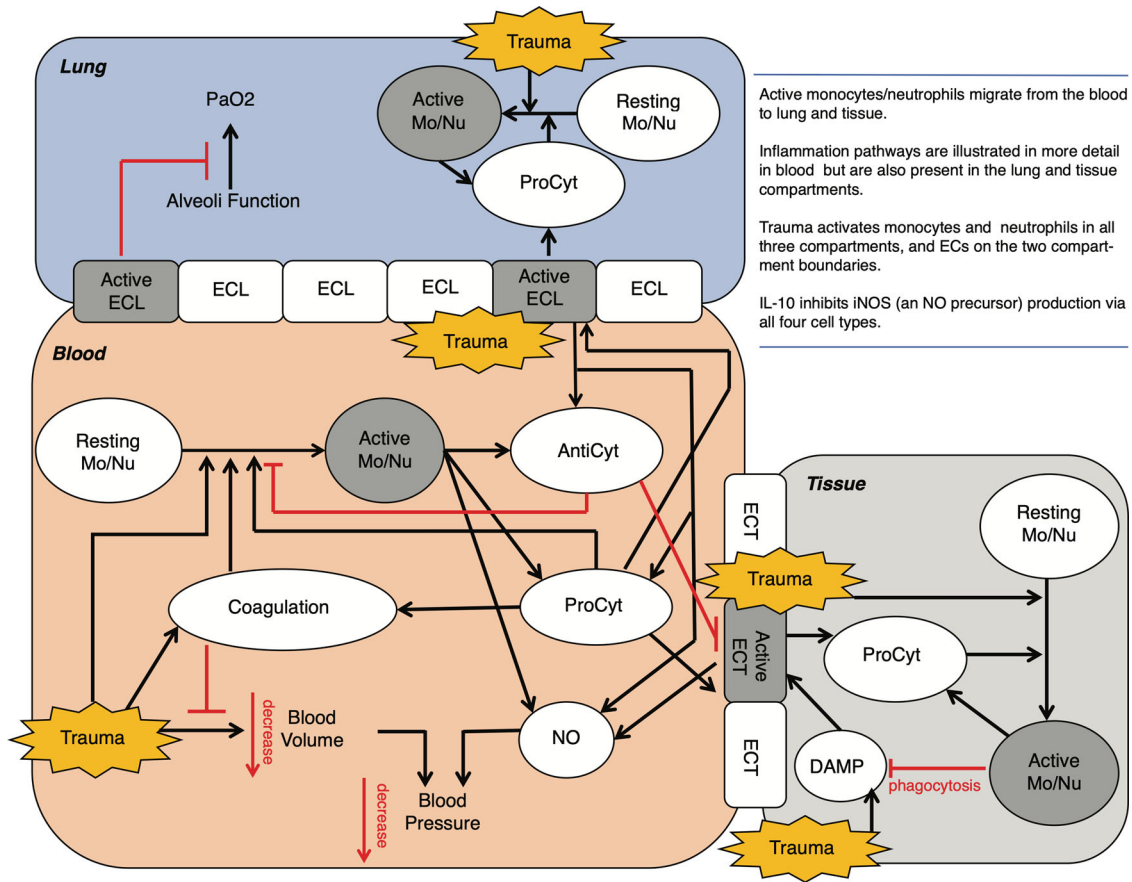 Trauma
Lung
PaO2
Alveoli Function
Active
Mo/Nu
Resting
Mo/Nu
ProCyt
Active monocytes/neutrophils migrate from the blood
to lung and tissue.
Inflammation pathways are illustrated in more detail
in blood but are also present in the lung and tissue
compartments.
Trauma activates monocytes and neutrophils in all
three compartments, and ECs on the two compart-
ment boundaries.
IL-10 inhibits iNOS (an NO precursor) production via
all four cell types.
Active
ECL
ECL
ECL
ECL
Active
ECL
ECL
Trauma
Blood
Resting
Mo/Nu
Active
Mo/Nu
AntiCyt
Coagulation
ProCyt
Trauma
decrease
Blood
Volume
NO
decrease
Blood
Pressure
ECT
Trauma
Active
ECT
ECT
Tissue
Resting
Mo/Nu
ProCyt
DAMP
phagocytosis
Active
Mo/Nu
Trauma